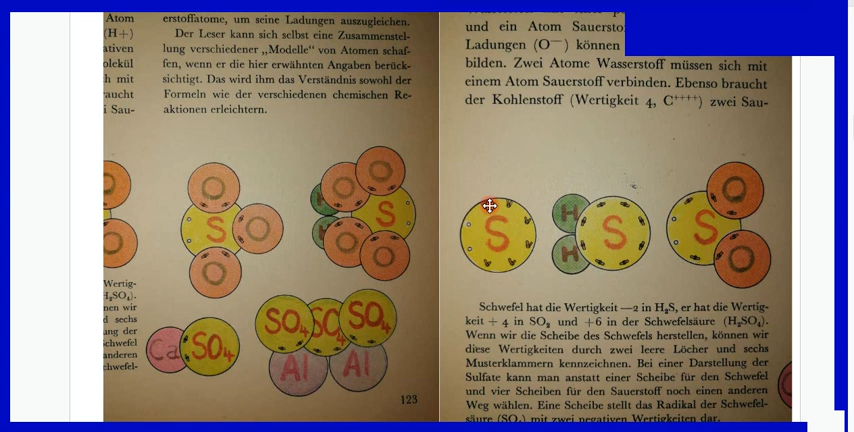 Atom
(H+)
ativen
olekül
h mit
aucht
i Sau-
erstoffatome, um seine Ladungen auszugleichen.
Der Leser kann sich selbst eine Zusammenstel-
lung verschiedener „Modelle" von Atomen schaf-
fen, wenn er die hier erwähnten Angaben berück-
sichtigt. Das wird ihm das Verständnis sowohl der
Formeln wie der verschiedenen chemischen Re-
aktionen erleichtern.
O
O
O
S
O
O
H
H
O
O
S
O
O
Wertig-
H₂SO₄).
nen wir
d sechs
ung der
Schwefel
anderen
chwefel-
Ca
SO₄
SO₄
SO₄
SO₄
Al
Al
123
und ein Atom Sauersto
Ladungen (O⁻⁻) können
bilden. Zwei Atome Wasserstoff müssen sich mit
einem Atom Sauerstoff verbinden. Ebenso braucht
der Kohlenstoff (Wertigkeit 4, C⁺⁺⁺⁺) zwei Sau-
S
H
H
S
S
O
O
Schwefel hat die Wertigkeit —2 in H₂S, er hat die Wertig-
keit + 4 in SO₂ und +6 in der Schwefelsäure (H₂SO₄).
Wenn wir die Scheibe des Schwefels herstellen, können wir
diese Wertigkeiten durch zwei leere Löcher und sechs
Musterklammern kennzeichnen. Bei einer Darstellung der
Sulfate kann man anstatt einer Scheibe für den Schwefel
und vier Scheiben für den Sauerstoff noch einen anderen
Weg wählen. Eine Scheibe stellt das Radikal der Schwefel-
säure (SO₄) mit zwei negativen Wertigkeiten dar.